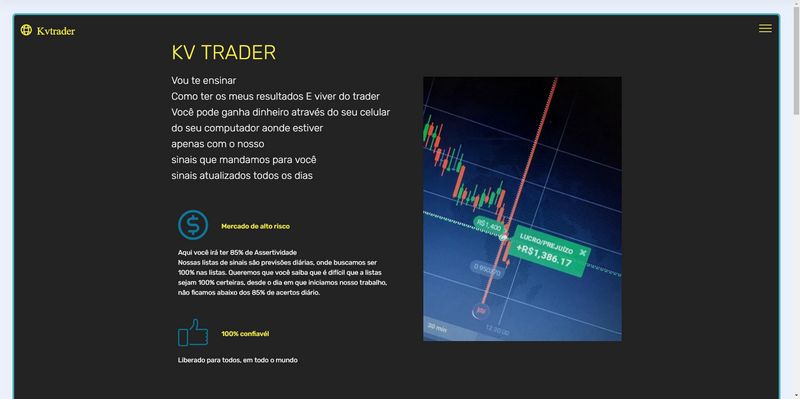 Kvtrader
KV TRADER
Vou te ensinar
Como ter os meus resultados E viver do trader
Você pode ganha dinheiro através do seu celular
do seu computador aonde estiver
apenas com o nosso
sinais que mandamos para você
sinais atualizados todos os dias
Mercado de alto risco
Aqui você irá ter 85% de Assertividade
Nossas listas de sinais são previsões diárias, onde buscamos ser
100% nas listas. Queremos que você saiba que é difícil que a listas
sejam 100% certeiras, desde o dia em que iniciamos nosso trabalho,
não ficamos abaixo dos 85% de acertos diário.
100% confiavél
Liberado para todos, em todo o mundo
R$1,400
LUCRO/PREJUÍZO
+R$1,386.17
30 min
12:00:00